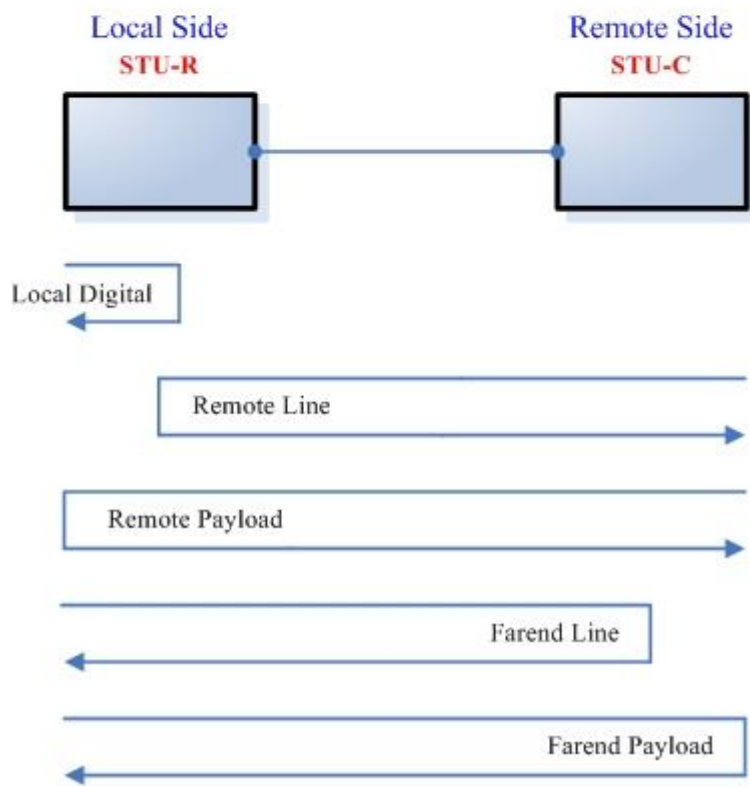 Local Side
Remote Side
STU-R
STU-C
Local Digital
Remote Line
Remote Payload
Farend Line
Farend Payload